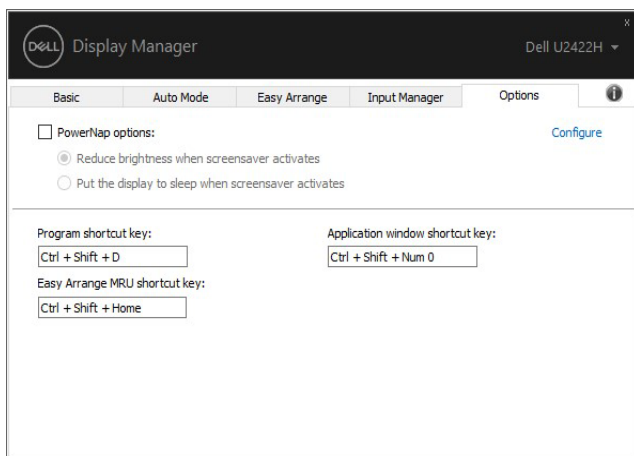 x
DELL Display Manager Dell U2422H
Basic Auto Mode Easy Arrange Input Manager Options i
PowerNap options: Configure
Reduce brightness when screensaver activates
Put the display to sleep when screensaver activates
Program shortcut key: Application window shortcut key:
Ctrl + Shift + D Ctrl + Shift + Num 0
Easy Arrange MRU shortcut key:
Ctrl + Shift + Home